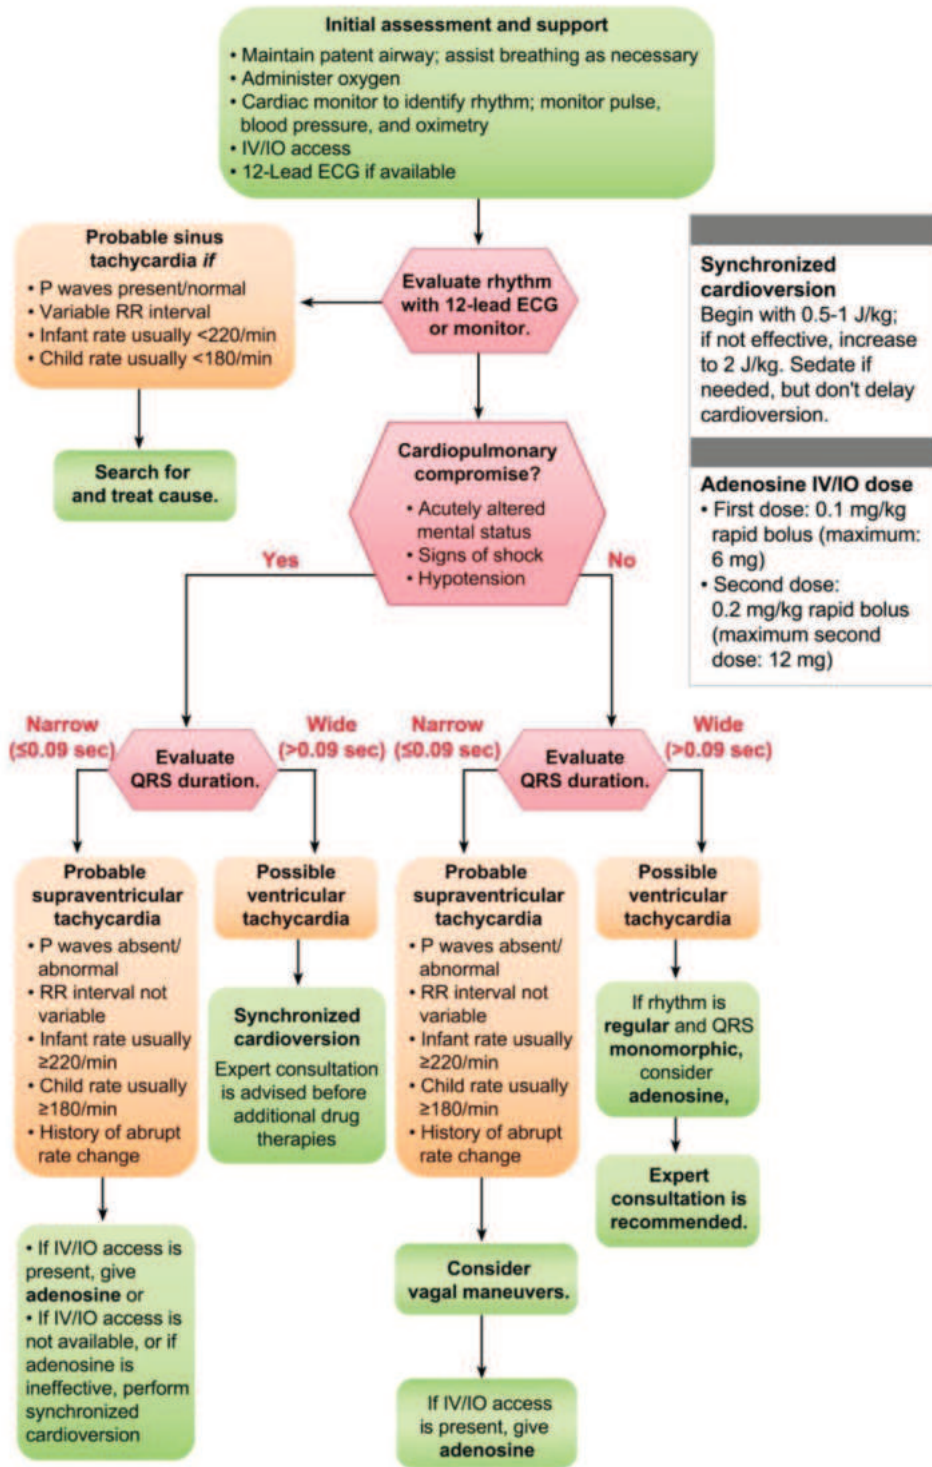 Initial assessment and support
• Maintain patent airway; assist breathing as necessary
• Administer oxygen
• Cardiac monitor to identify rhythm; monitor pulse,
blood pressure, and oximetry
• IV/IO access
• 12-Lead ECG if available
Probable sinus
tachycardia if
• P waves present/normal
• Variable RR interval
• Infant rate usually <220/min
• Child rate usually <180/min
Evaluate rhythm
with 12-lead ECG
or monitor.
Synchronized
cardioversion
Begin with 0.5-1 J/kg;
if not effective, increase
to 2 J/kg. Sedate if
needed, but don't delay
cardioversion.
Search for
and treat cause.
Cardiopulmonary
compromise?
• Acutely altered
mental status
• Signs of shock
• Hypotension
Adenosine IV/IO dose
• First dose: 0.1 mg/kg
rapid bolus (maximum:
6 mg)
• Second dose:
0.2 mg/kg rapid bolus
(maximum second
dose: 12 mg)
Yes
No
Narrow
(≤0.09 sec)
Evaluate
QRS duration.
Wide
(>0.09 sec)
Narrow
(≤0.09 sec)
Evaluate
QRS duration.
Wide
(>0.09 sec)
Probable
supraventricular
tachycardia
• P waves absent/
abnormal
• RR interval not
variable
• Infant rate usually
≥220/min
• Child rate usually
≥180/min
• History of abrupt
rate change
Possible
ventricular
tachycardia
Synchronized
cardioversion
Expert consultation
is advised before
additional drug
therapies
Probable
supraventricular
tachycardia
• P waves absent/
abnormal
• RR interval not
variable
• Infant rate usually
≥220/min
• Child rate usually
≥180/min
• History of abrupt
rate change
Possible
ventricular
tachycardia
If rhythm is
regular and QRS
monomorphic,
consider
adenosine,
Expert
consultation is
recommended.
• If IV/IO access is
present, give
adenosine or
• If IV/IO access is
not available, or if
adenosine is
ineffective, perform
synchronized
cardioversion
Consider
vagal maneuvers.
If IV/IO access
is present, give
adenosine